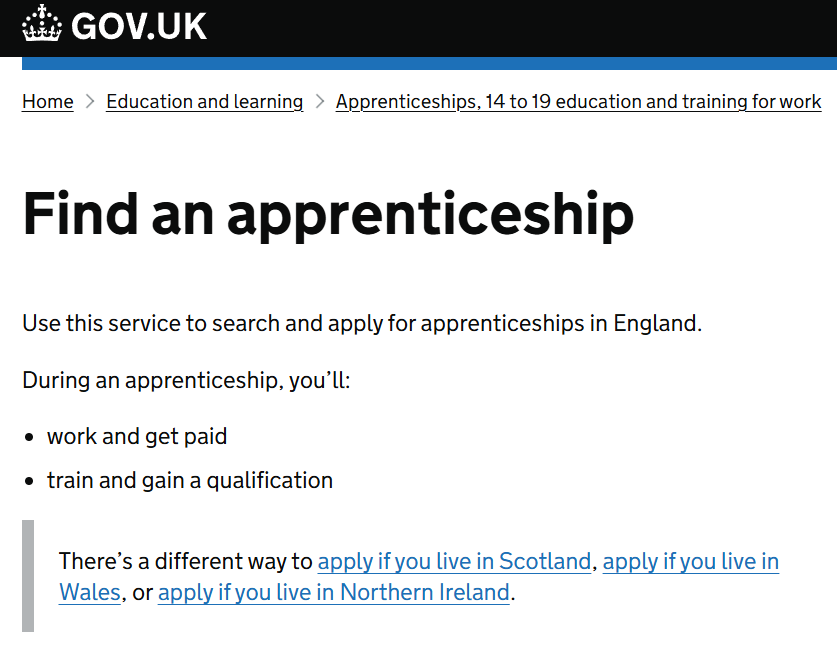 GOV.UK
Home > Education and learning > Apprenticeships, 14 to 19 education and training for work
Find an apprenticeship
Use this service to search and apply for apprenticeships in England.
During an apprenticeship, you’ll:
• work and get paid
• train and gain a qualification
There’s a different way to apply if you live in Scotland, apply if you live in
Wales, or apply if you live in Northern Ireland.